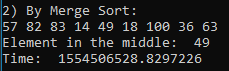 2) By Merge Sort:
57 82 83 14 49 18 100 36 63
Element in the middle:  49
Time:  1554506528.8297226